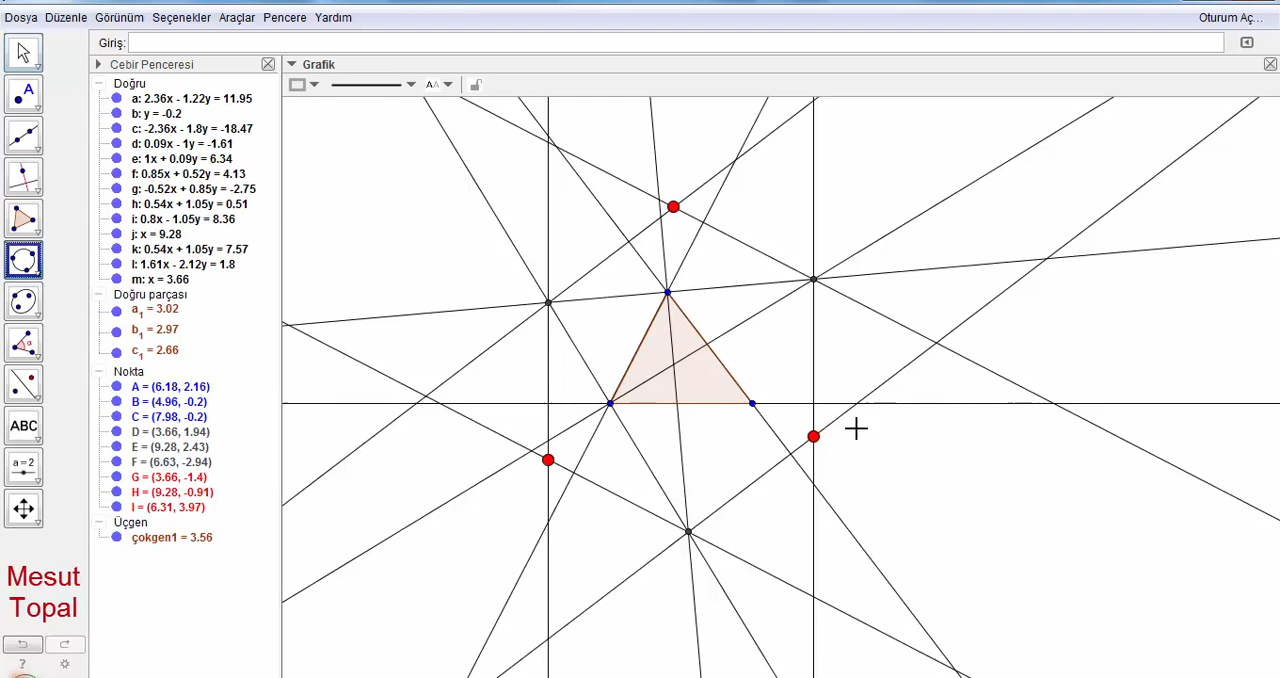 Dosya Düzenle Görünüm Seçenekler Araçlar Pencere Yardım Oturum Aç...
Giriş:
Cebir Penceresi
Grafik
AA
A
Doğru
a: 2.36x - 1.22y = 11.95
b: y = -0.2
c: -2.36x - 1.8y = -18.47
d: 0.09x - 1y = -1.61
e: 1x + 0.09y = 6.34
f: 0.85x + 0.52y = 4.13
g: -0.52x + 0.85y = -2.75
h: 0.54x + 1.05y = 0.51
i: 0.8x - 1.05y = 8.36
j: x = 9.28
k: 0.54x + 1.05y = 7.57
l: 1.61x - 2.12y = 1.8
m: x = 3.66
Doğru parçası
a₁ = 3.02
b₁ = 2.97
c₁ = 2.66
Nokta
A = (6.18, 2.16)
B = (4.96, -0.2)
C = (7.98, -0.2)
D = (3.66, 1.94)
E = (9.28, 2.43)
F = (6.63, -2.94)
G = (3.66, -1.4)
H = (9.28, -0.91)
I = (6.31, 3.97)
Üçgen
çokgen1 = 3.56
α
ABC
a = 2
Mesut
Topal
?